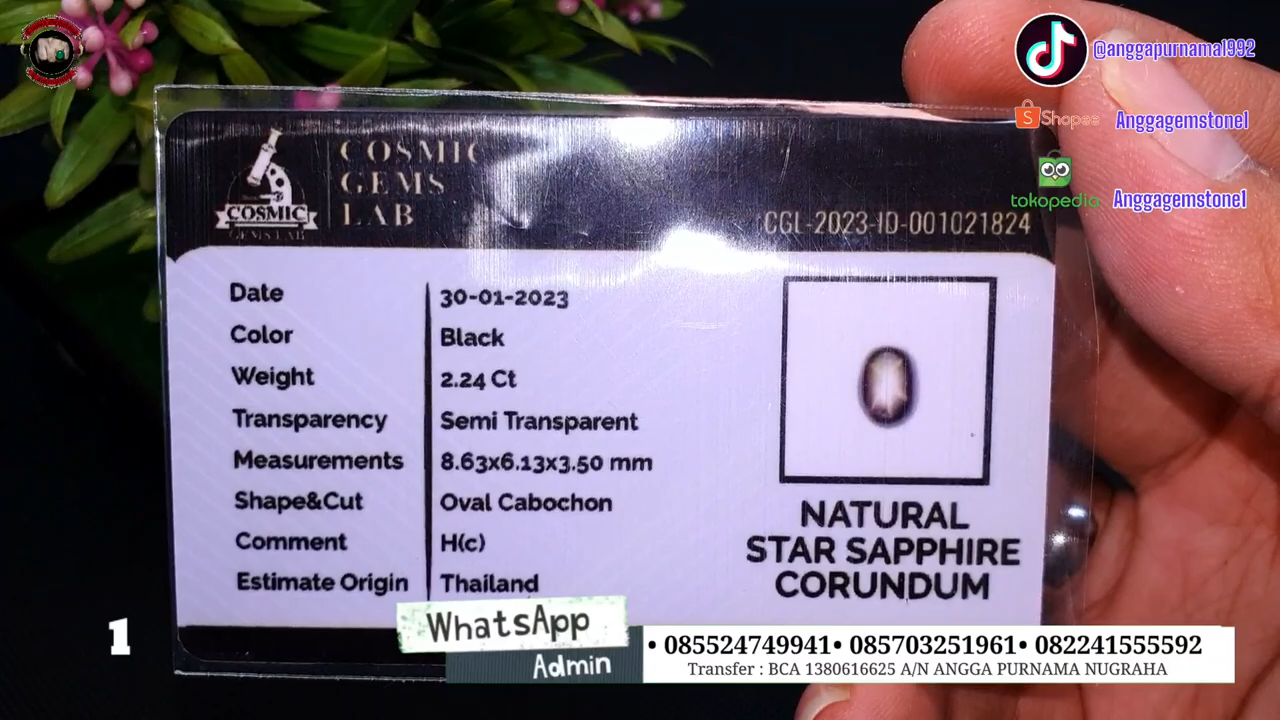 @anggapurnama1992
Shopee Anggagemstone1
tokopedia Anggagemstone1
COSMIC
GEMS
LAB
COSMIC
GEMS LAB
CGL-2023-ID-001021824
Date 30-01-2023
Color Black
Weight 2.24 Ct
Transparency Semi Transparent
Measurements 8.63x6.13x3.50 mm
Shape&Cut Oval Cabochon
Comment H(c)
Estimate Origin Thailand
NATURAL
STAR SAPPHIRE
CORUNDUM
1
WhatsApp
Admin
• 085524749941• 085703251961• 082241555592
Transfer : BCA 1380616625 A/N ANGGA PURNAMA NUGRAHA